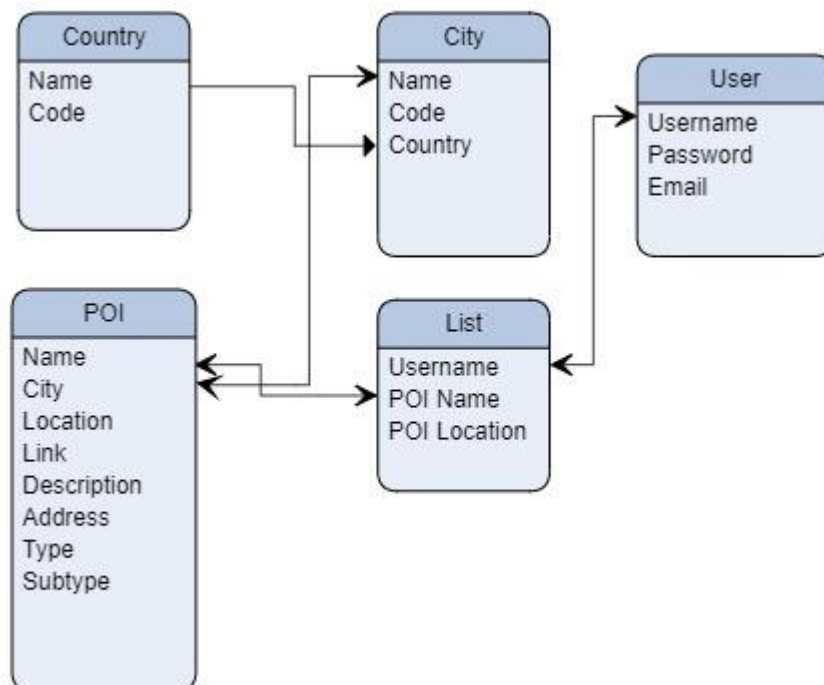 Country
Name
Code
City
Name
Code
Country
User
Username
Password
Email
POI
Name
City
Location
Link
Description
Address
Type
Subtype
List
Username
POI Name
POI Location